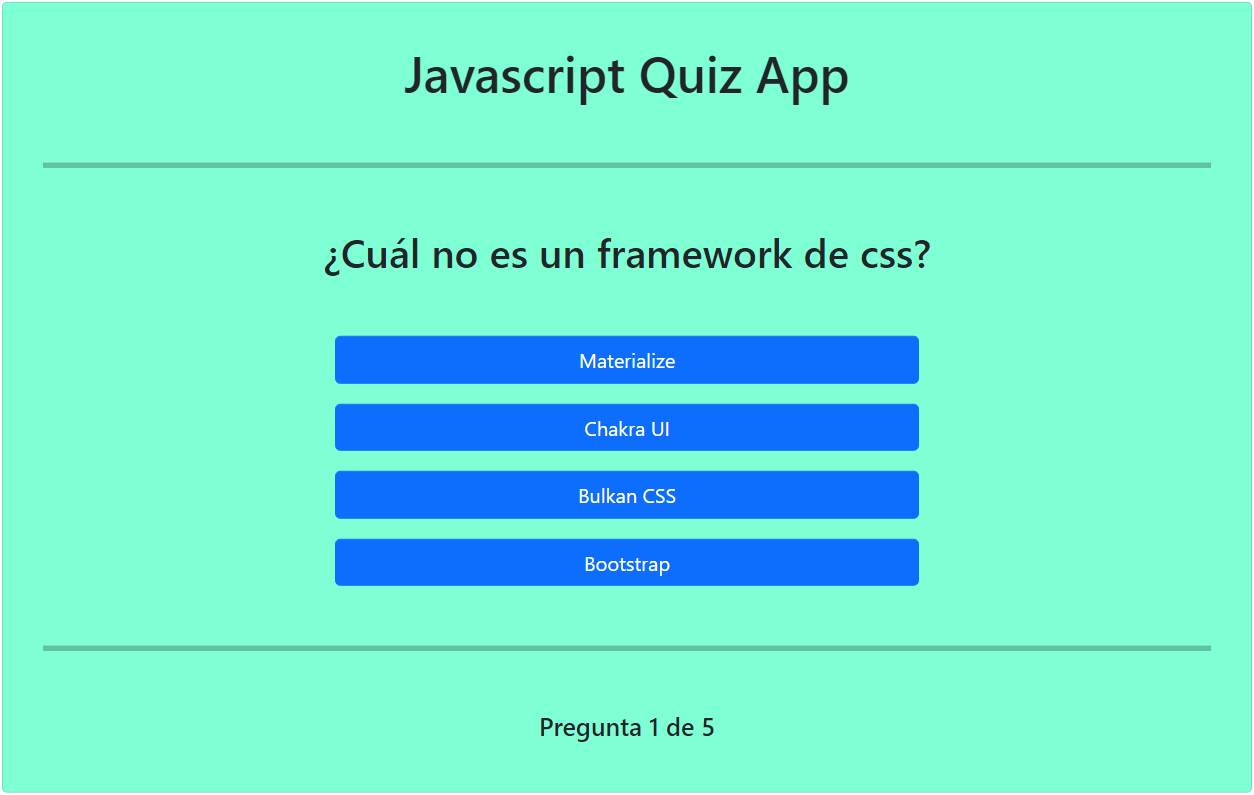 Javascript Quiz App
¿Cuál no es un framework de css?
Materialize
Chakra UI
Bulkan CSS
Bootstrap
Pregunta 1 de 5